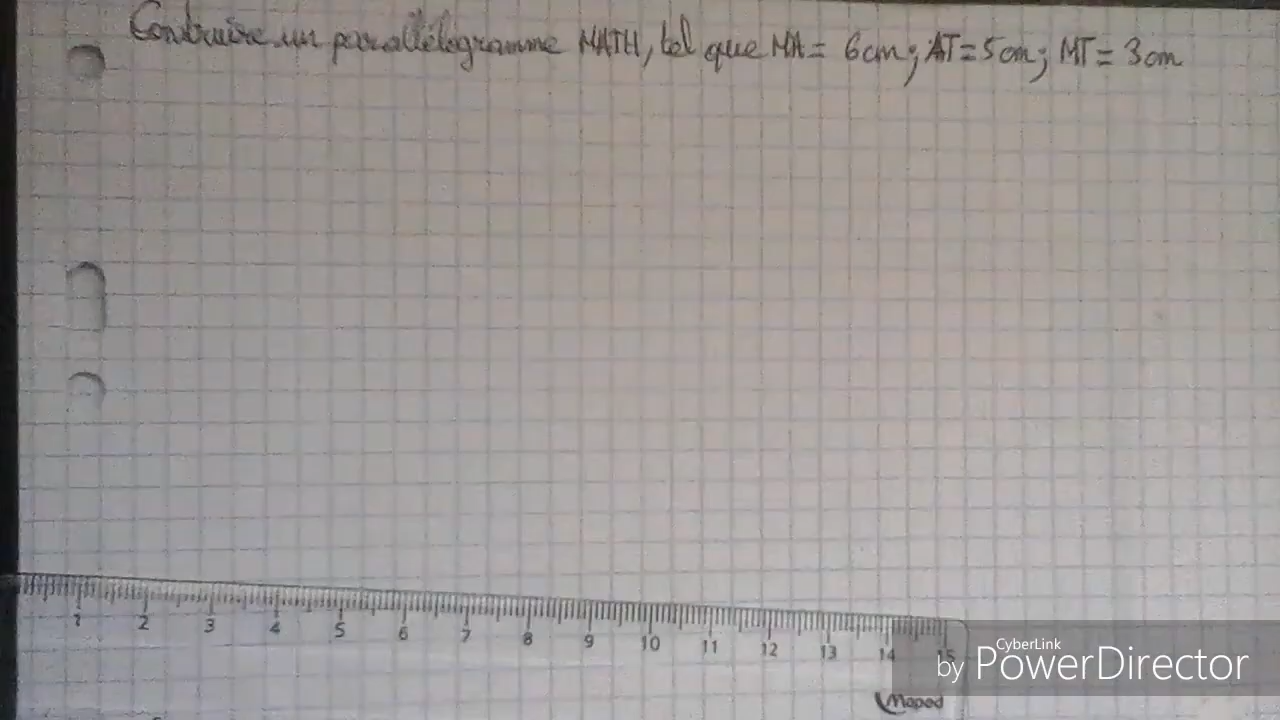 Construire un parallélogramme MATH, tel que MA = 6cm; AT = 5cm; MT = 3cm
1 2 3 4 5 6 7 8 9 10 11 12 13 14 15
CyberLink
by PowerDirector
Maped